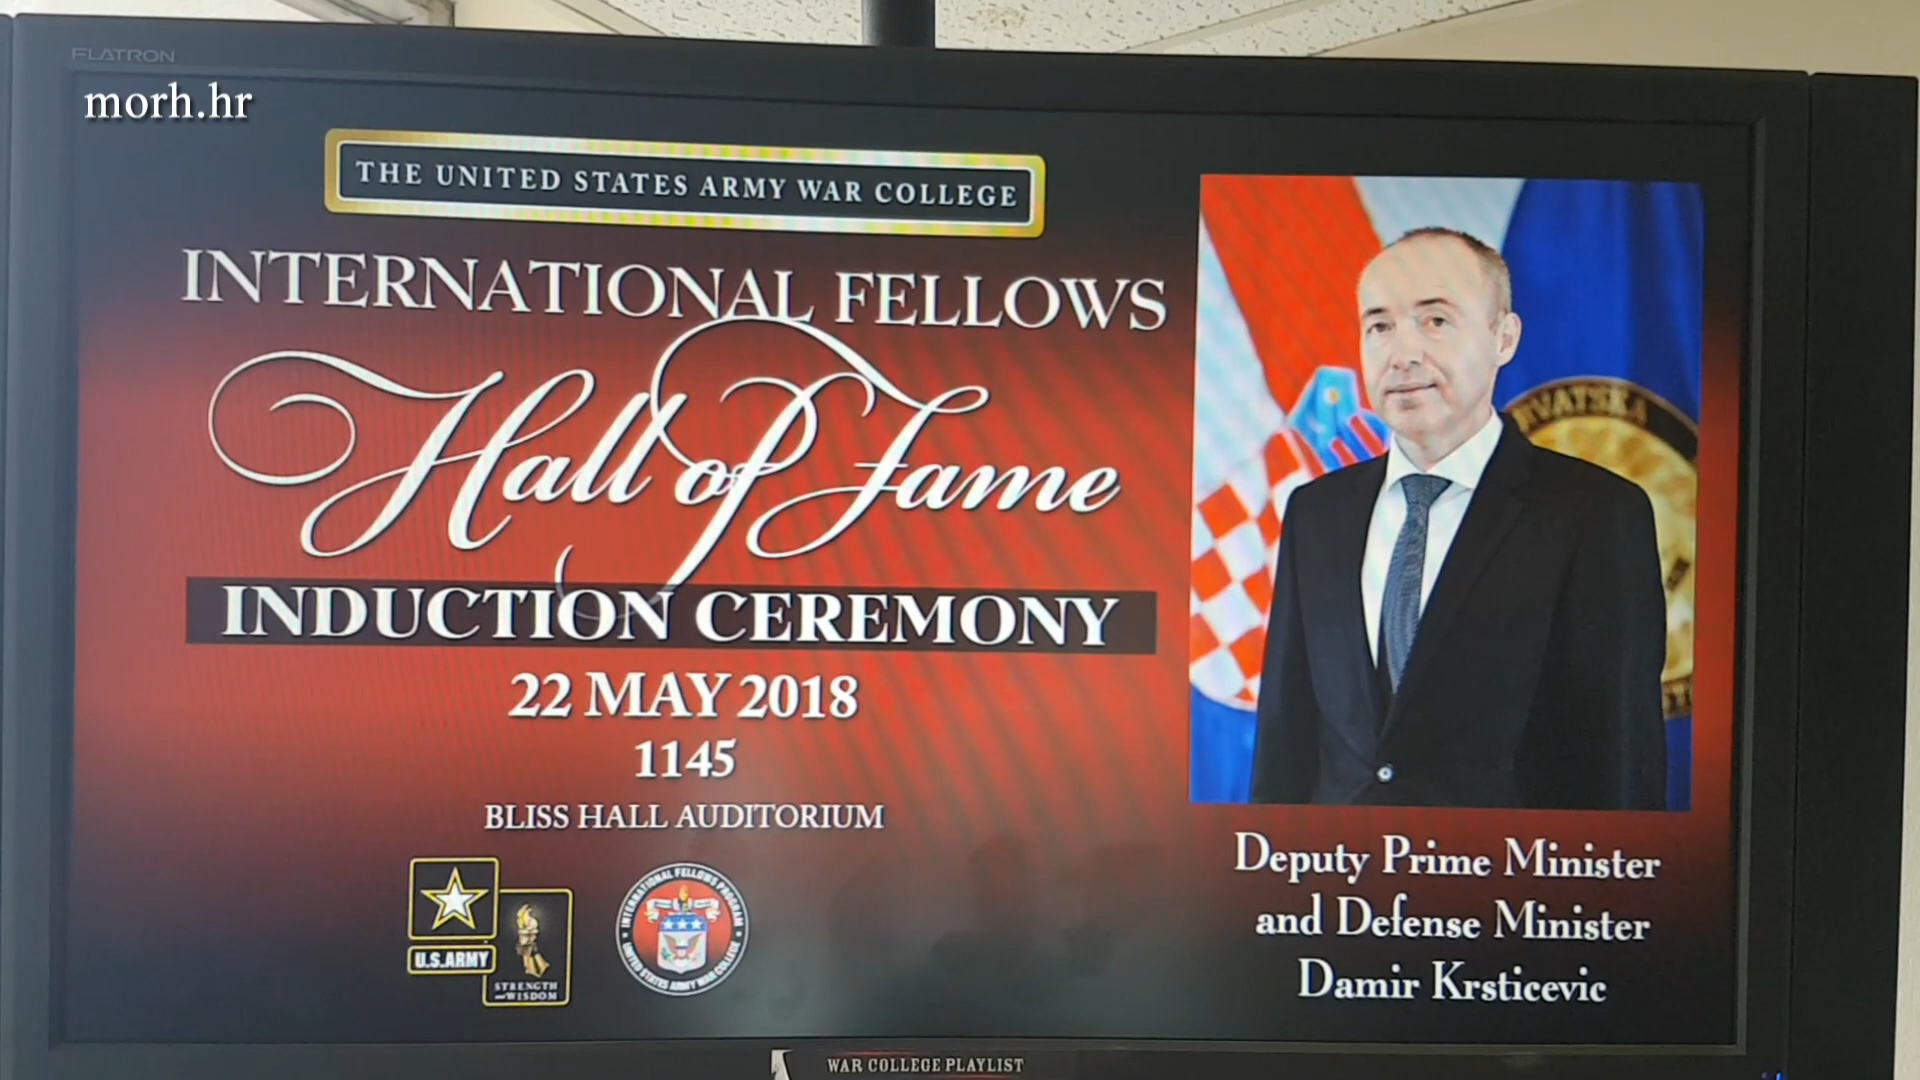 FLATRON
morh.hr
THE UNITED STATES ARMY WAR COLLEGE
INTERNATIONAL FELLOWS
Hall of Fame
INDUCTION CEREMONY
22 MAY 2018
1145
BLISS HALL AUDITORIUM
U.S.ARMY
STRENGTH
and WISDOM
INTERNATIONAL FELLOWS PROGRAM
UNITED STATES ARMY WAR COLLEGE
HRVATSKA
Deputy Prime Minister
and Defense Minister
Damir Krsticevic
WAR COLLEGE PLAYLIST